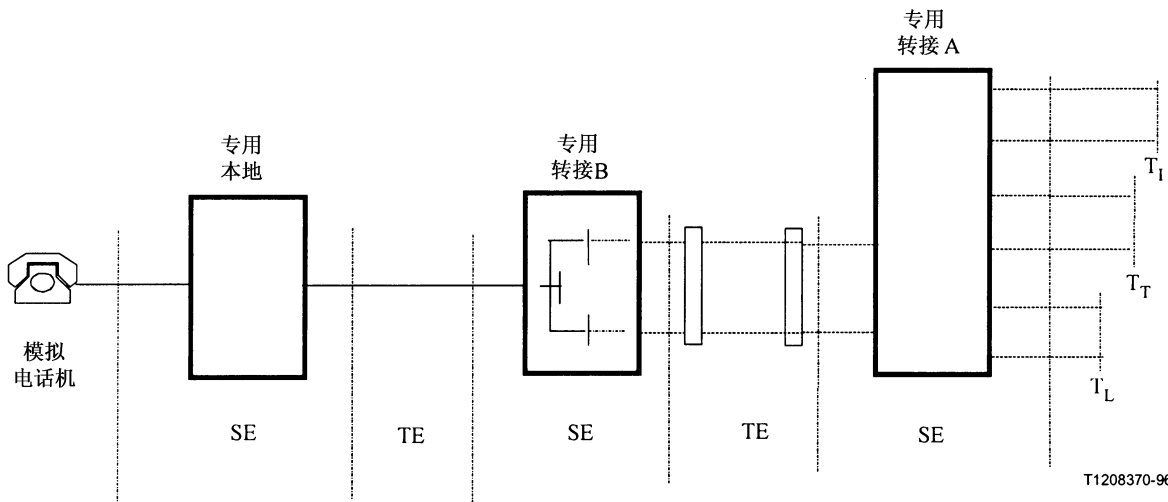 专用
转接 A
专用
本地
专用
转接B
T_I
T_T
T_L
模拟
电话机
SE
TE
SE
TE
SE
T1208370-96